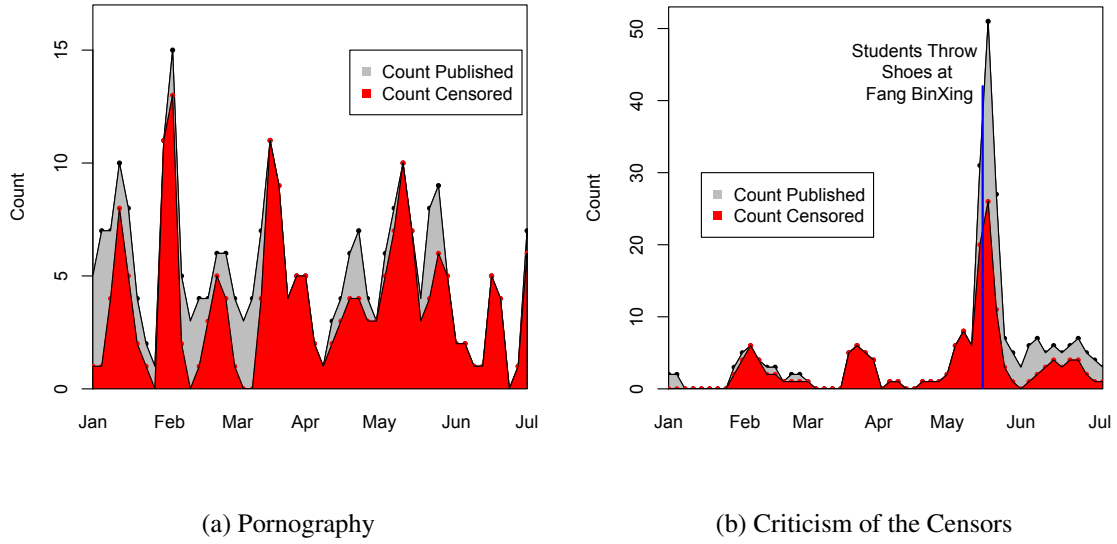 Count
15
10
5
0
Count Published
Count Censored
Jan Feb Mar Apr May Jun Jul
(a) Pornography
Count
50
40
30
20
10
0
Students Throw
Shoes at
Fang BinXing
Count Published
Count Censored
Jan Feb Mar Apr May Jun Jul
(b) Criticism of the Censors